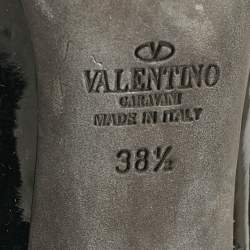 VALENTINO
GARAVANI
MADE IN ITALY
38½